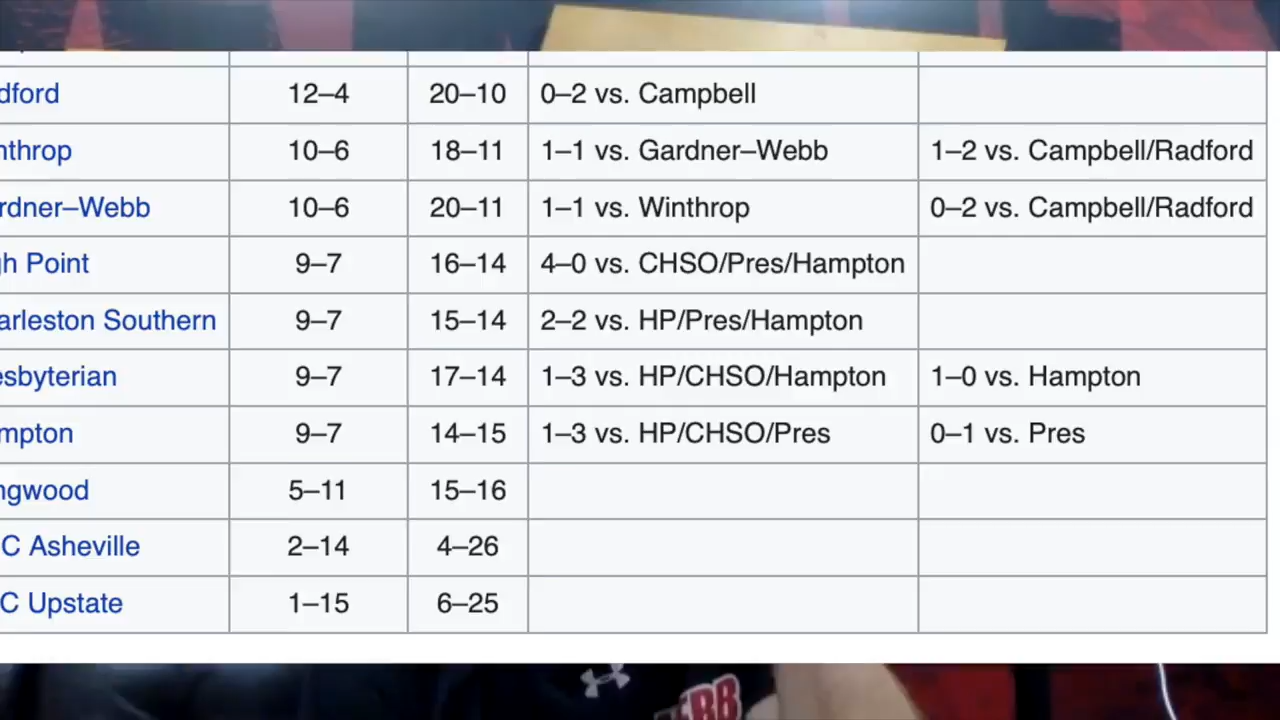 dford 12–4 20–10 0–2 vs. Campbell
nthrop 10–6 18–11 1–1 vs. Gardner–Webb 1–2 vs. Campbell/Radford
rdner–Webb 10–6 20–11 1–1 vs. Winthrop 0–2 vs. Campbell/Radford
gh Point 9–7 16–14 4–0 vs. CHSO/Pres/Hampton
arleston Southern 9–7 15–14 2–2 vs. HP/Pres/Hampton
esbyterian 9–7 17–14 1–3 vs. HP/CHSO/Hampton 1–0 vs. Hampton
mpton 9–7 14–15 1–3 vs. HP/CHSO/Pres 0–1 vs. Pres
ngwood 5–11 15–16
C Asheville 2–14 4–26
C Upstate 1–15 6–25
EBB